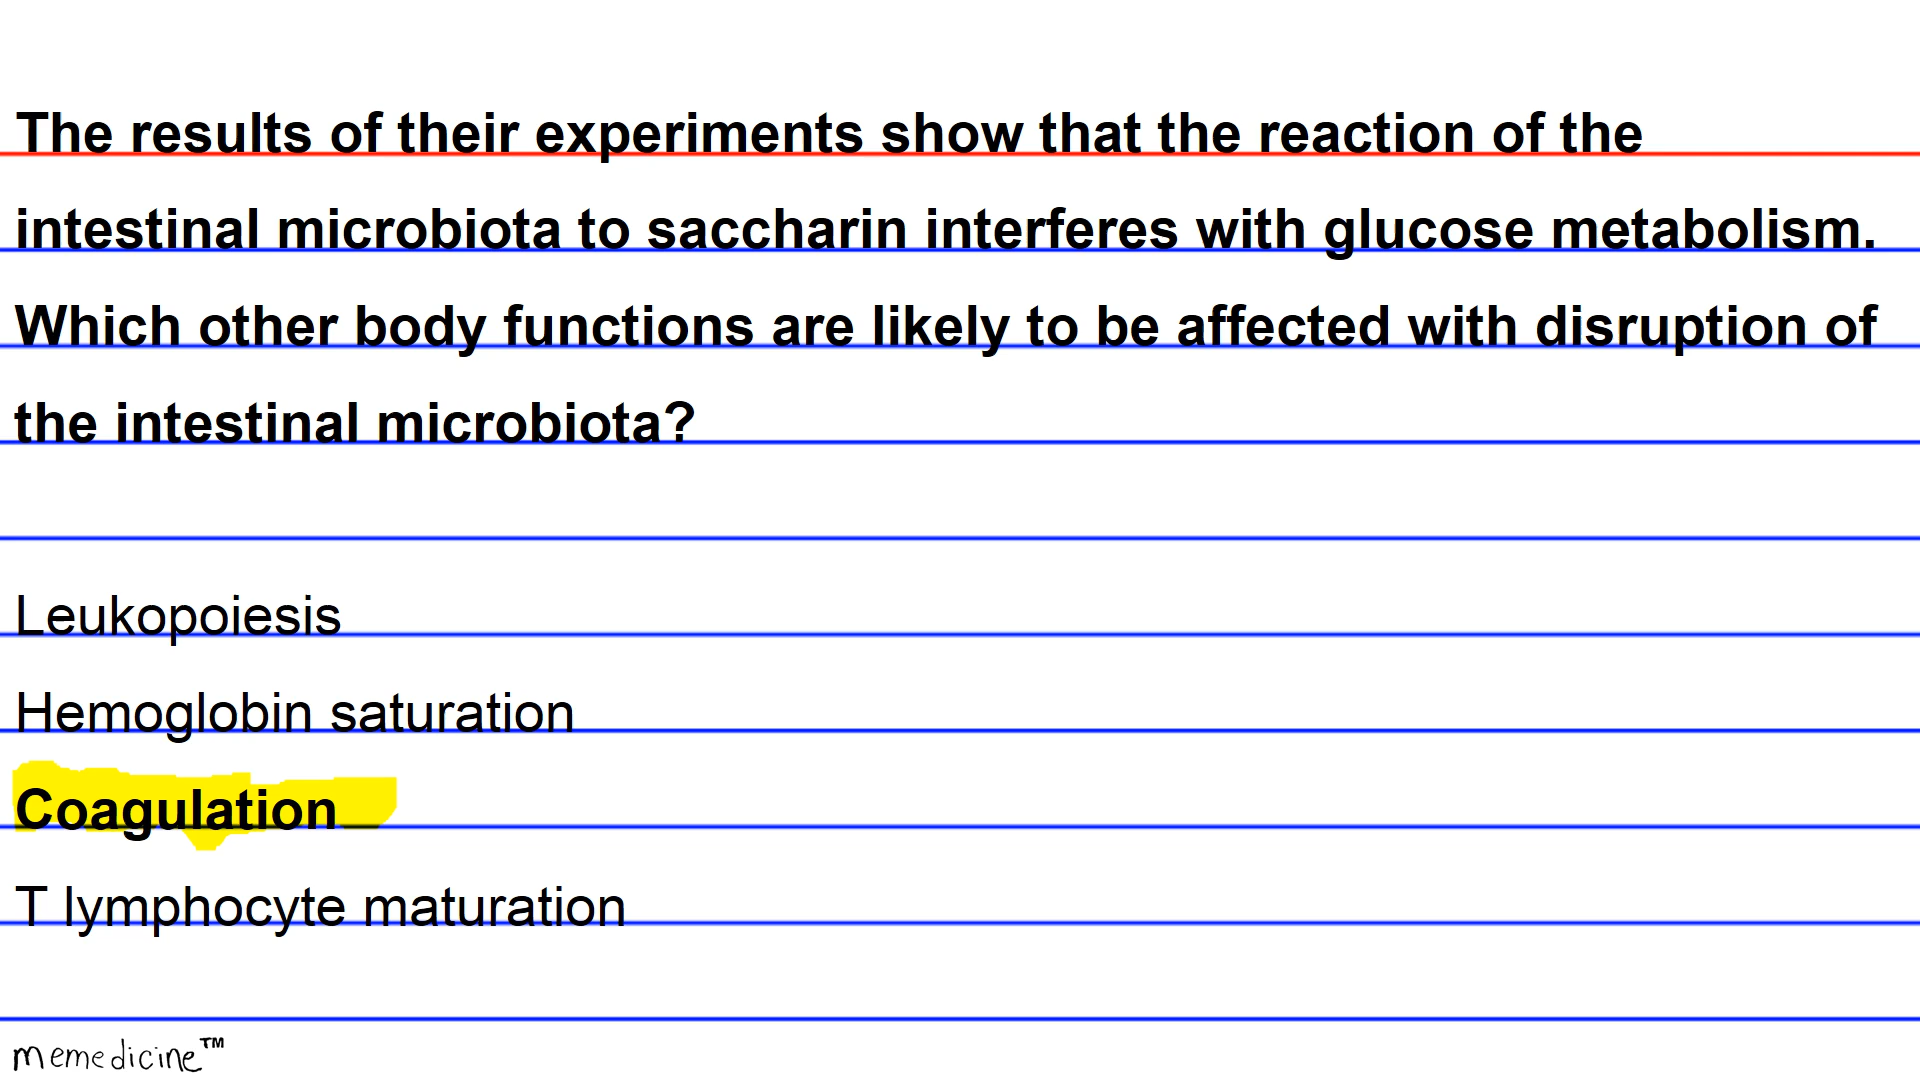 The results of their experiments show that the reaction of the
intestinal microbiota to saccharin interferes with glucose metabolism.
Which other body functions are likely to be affected with disruption of
the intestinal microbiota?
Leukopoiesis
Hemoglobin saturation
Coagulation
T lymphocyte maturation
memedicine™